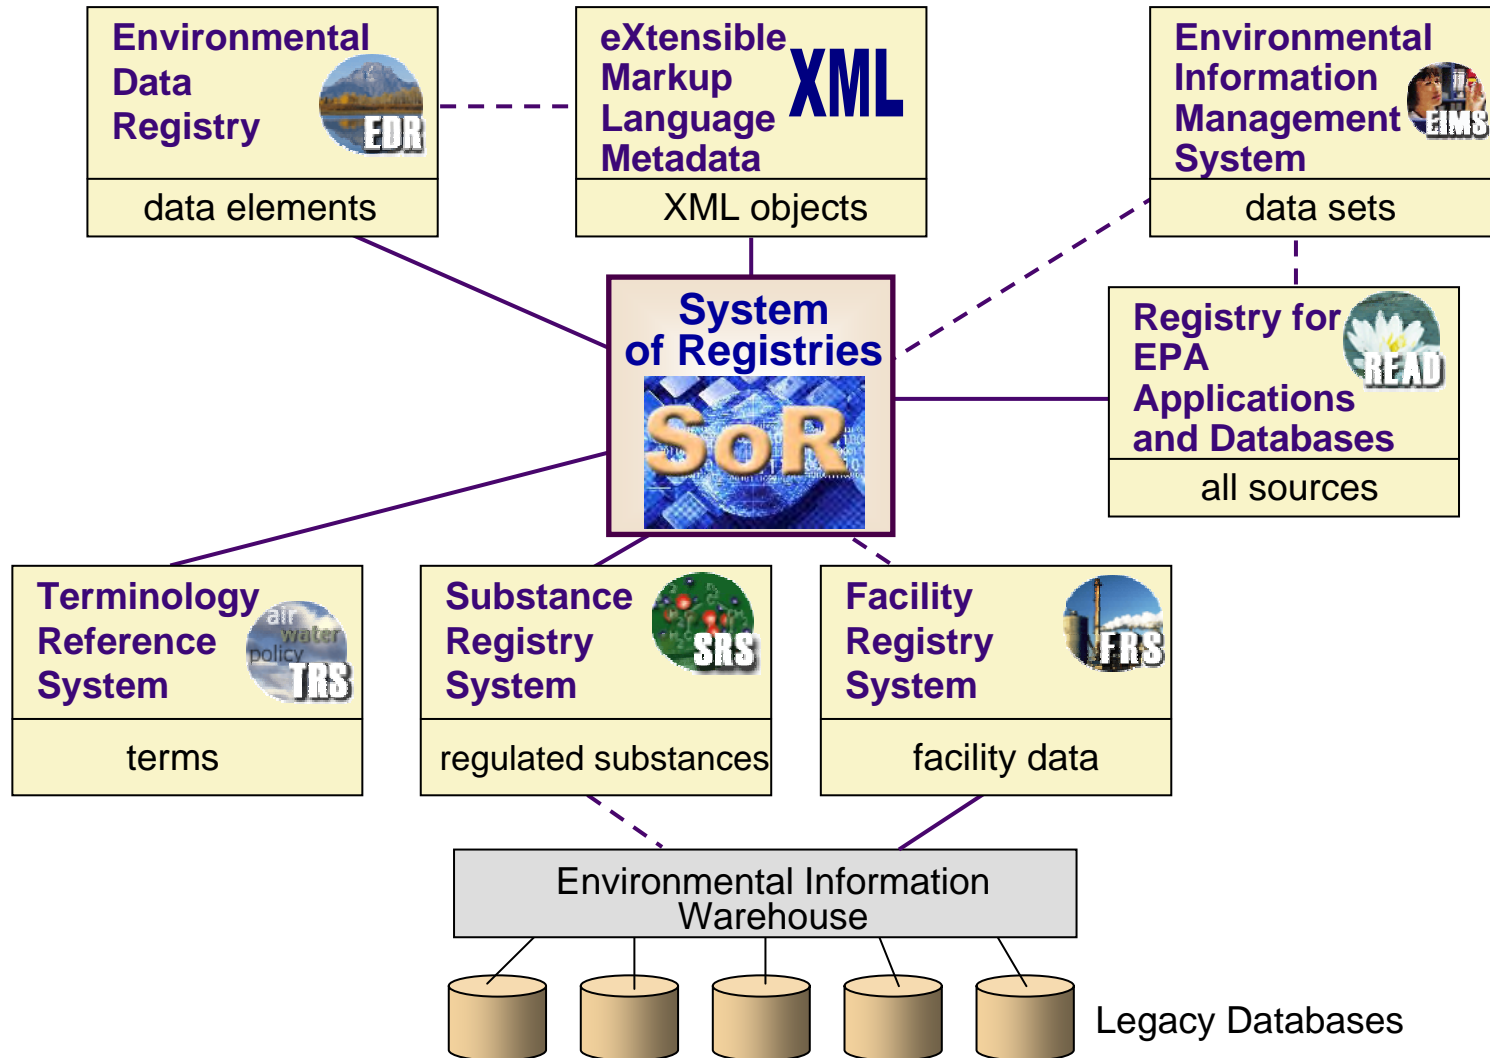 Environmental
Data
Registry
EDR
data elements
eXtensible
Markup
Language
Metadata
XML
XML objects
Environmental
Information
Management
System
EIMS
data sets
System
of Registries
SoR
Registry for
EPA
Applications
and Databases
READ
all sources
Terminology
Reference
System
air
water
policy
TRS
terms
Substance
Registry
System
SRS
regulated substances
Facility
Registry
System
FRS
facility data
Environmental Information
Warehouse
Legacy Databases